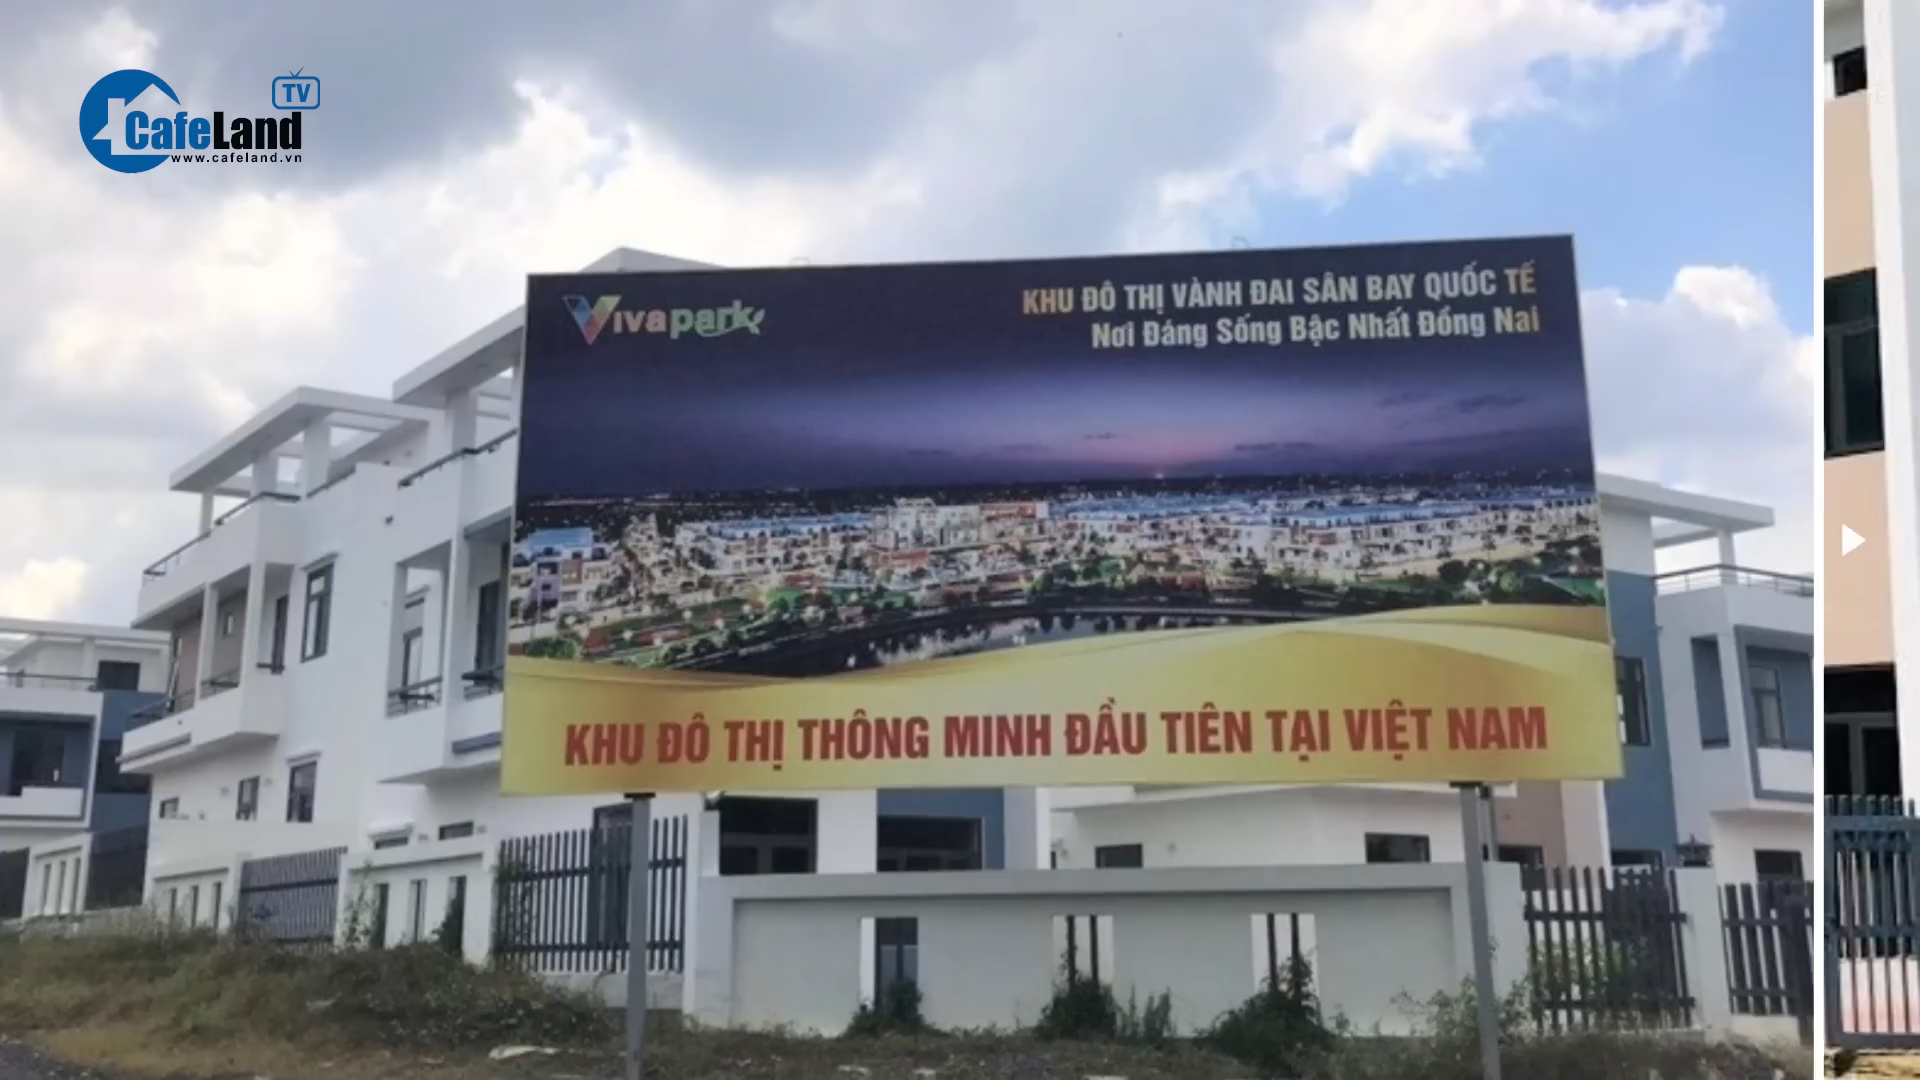 TV
CafeLand
www.cafeland.vn
Vivapark
KHU ĐÔ THỊ VÀNH ĐAI SÂN BAY QUỐC TẾ
Nơi Đáng Sống Bậc Nhất Đồng Nai
KHU ĐÔ THỊ THÔNG MINH ĐẦU TIÊN TẠI VIỆT NAM